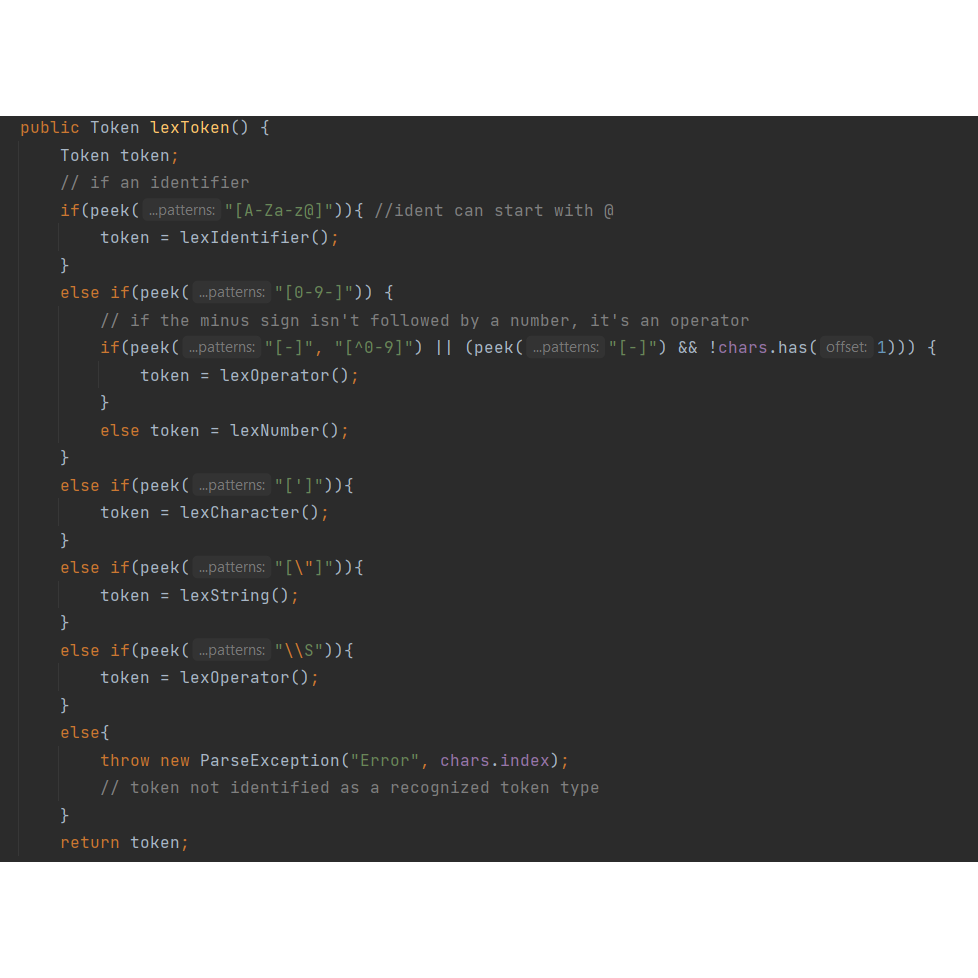 public Token lexToken() {
    Token token;
    // if an identifier
    if(peek( ...patterns: "[A-Za-z@]")){ //ident can start with @
        token = lexIdentifier();
    }
    else if(peek( ...patterns: "[0-9-]")) {
        // if the minus sign isn't followed by a number, it's an operator
        if(peek( ...patterns: "[-]", "[^0-9]") || (peek( ...patterns: "[-]") && !chars.has( offset: 1))) {
            token = lexOperator();
        }
        else token = lexNumber();
    }
    else if(peek( ...patterns: "[']")){
        token = lexCharacter();
    }
    else if(peek( ...patterns: "[\"]")){
        token = lexString();
    }
    else if(peek( ...patterns: "\\S")){
        token = lexOperator();
    }
    else{
        throw new ParseException("Error", chars.index);
        // token not identified as a recognized token type
    }
    return token;